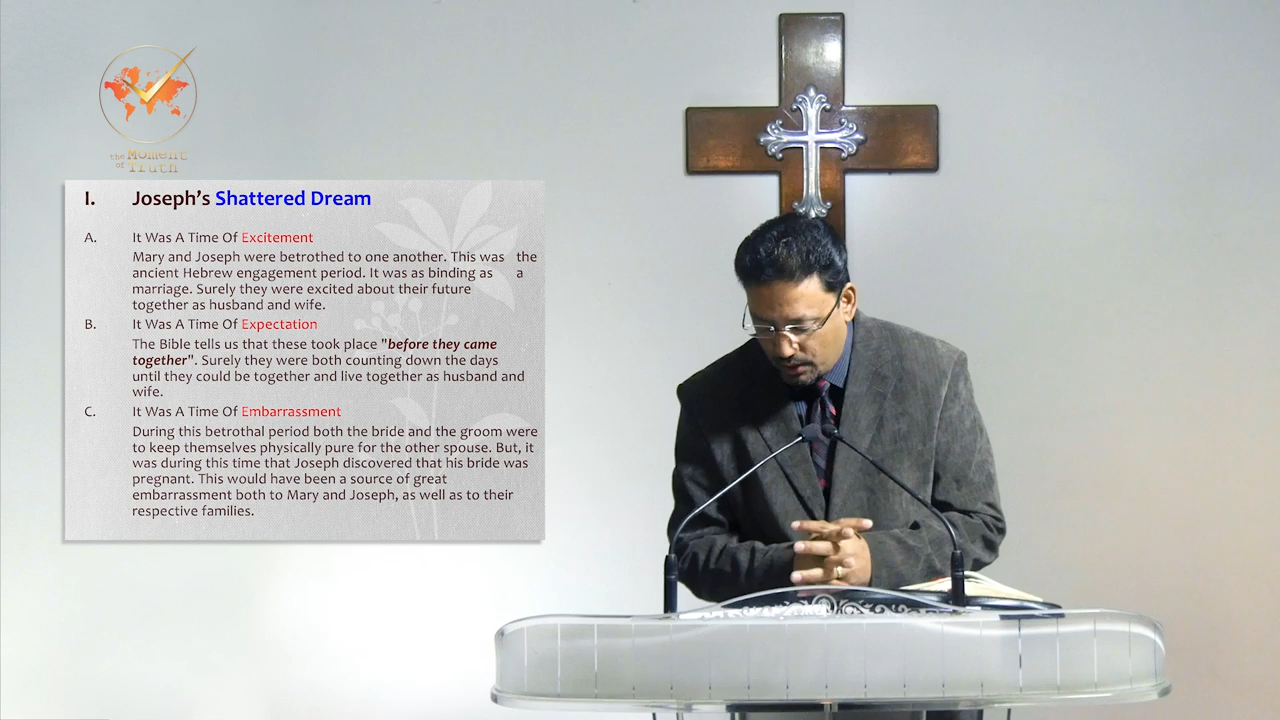 the Moment
of Truth
I. Joseph’s Shattered Dream
A. It Was A Time Of Excitement
Mary and Joseph were betrothed to one another. This was the
ancient Hebrew engagement period. It was as binding as a
marriage. Surely they were excited about their future
together as husband and wife.
B. It Was A Time Of Expectation
The Bible tells us that these took place "before they came
together". Surely they were both counting down the days
until they could be together and live together as husband and
wife.
C. It Was A Time Of Embarrassment
During this betrothal period both the bride and the groom were
to keep themselves physically pure for the other spouse. But, it
was during this time that Joseph discovered that his bride was
pregnant. This would have been a source of great
embarrassment both to Mary and Joseph, as well as to their
respective families.